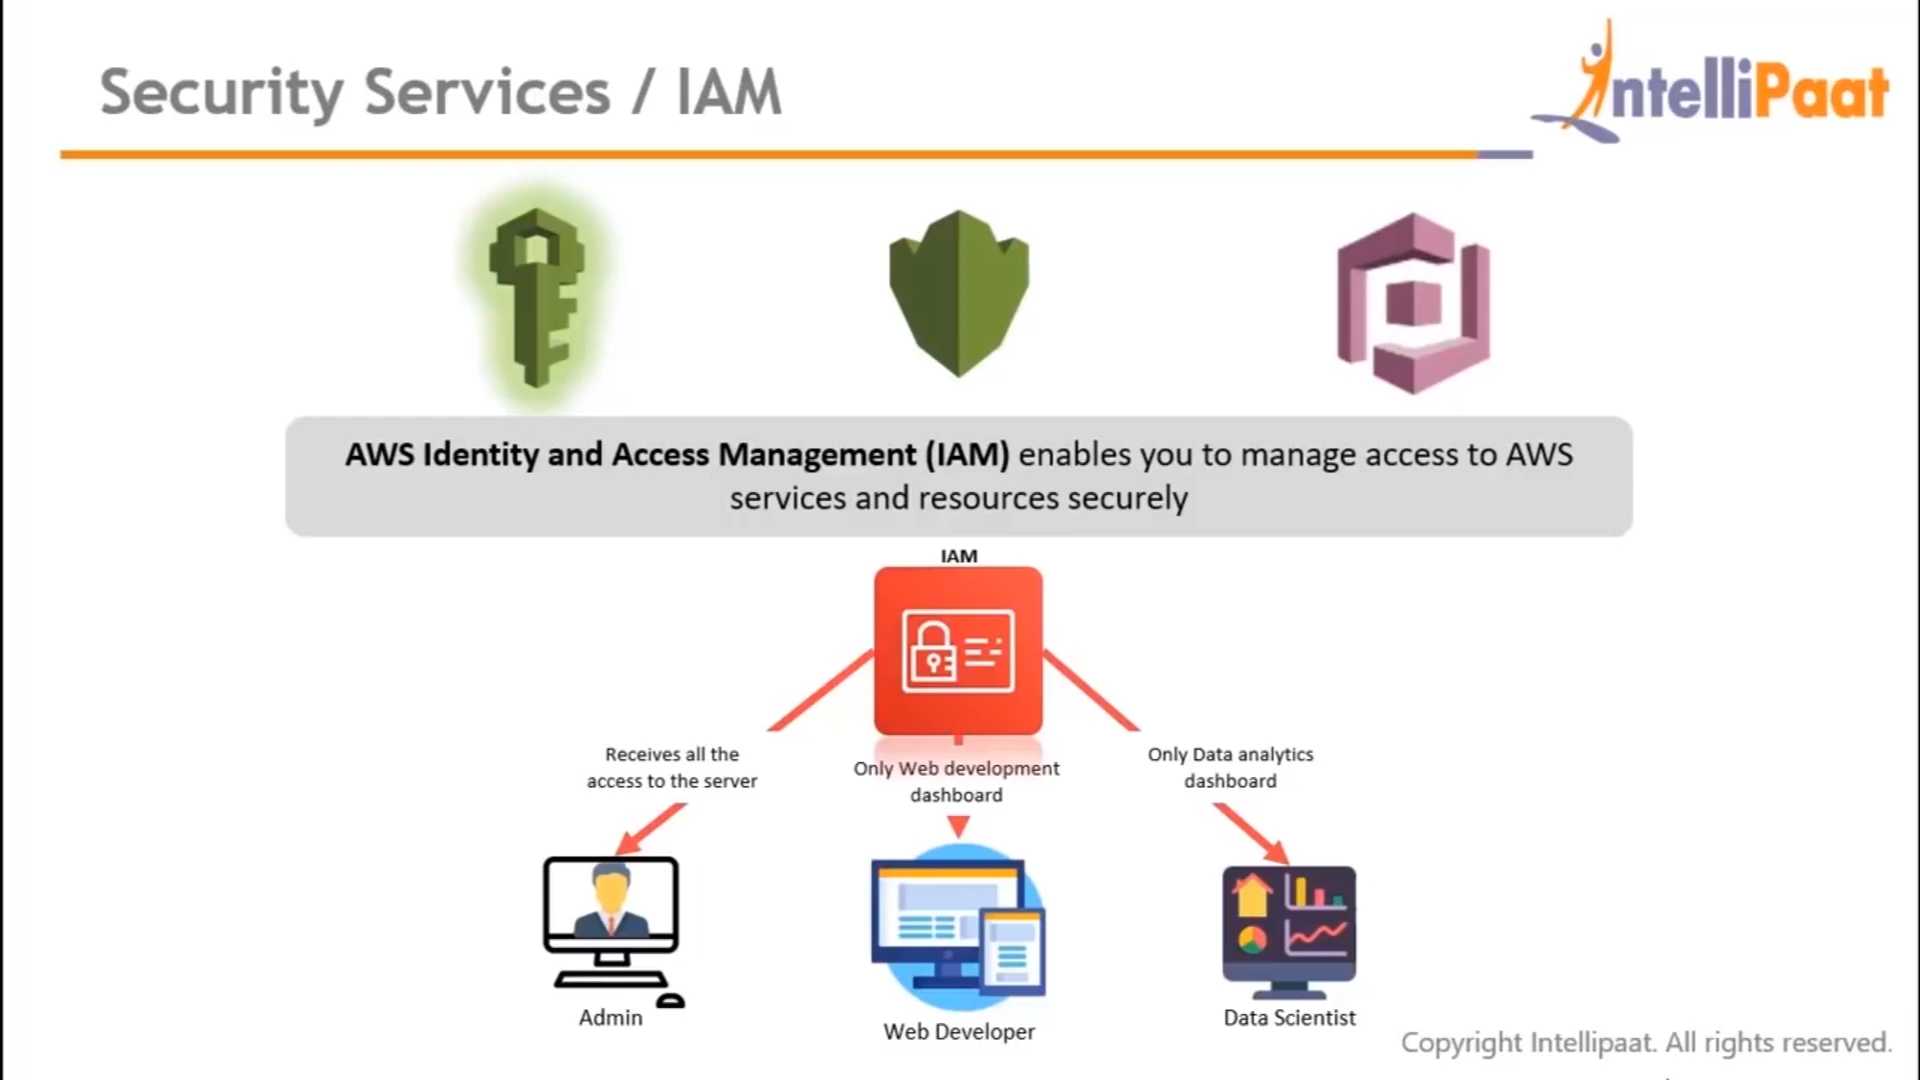 Security Services / IAM
IntelliPaat
AWS Identity and Access Management (IAM) enables you to manage access to AWS
services and resources securely
IAM
Receives all the
access to the server
Only Web development
dashboard
Only Data analytics
dashboard
Admin
Web Developer
Data Scientist
Copyright Intellipaat. All rights reserved.